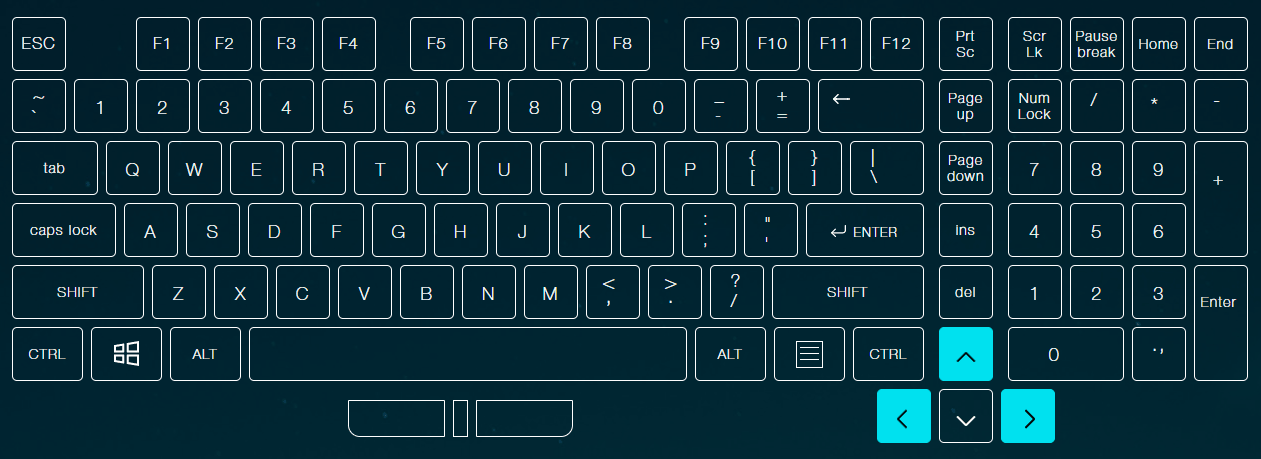 ESC F1 F2 F3 F4 F5 F6 F7 F8 F9 F10 F11 F12 Prt Sc Scr Lk Pause break Home End
~ ` 1 2 3 4 5 6 7 8 9 0 _ - + = ← Page up Num Lock / * -
tab Q W E R T Y U I O P { [ } ] | \ Page down 7 8 9 +
caps lock A S D F G H J K L : ; " ' ↵ ENTER ins 4 5 6
SHIFT Z X C V B N M < , > . ? / SHIFT del 1 2 3 Enter
CTRL ALT ALT CTRL ^ 0 . ,
< ∨ >